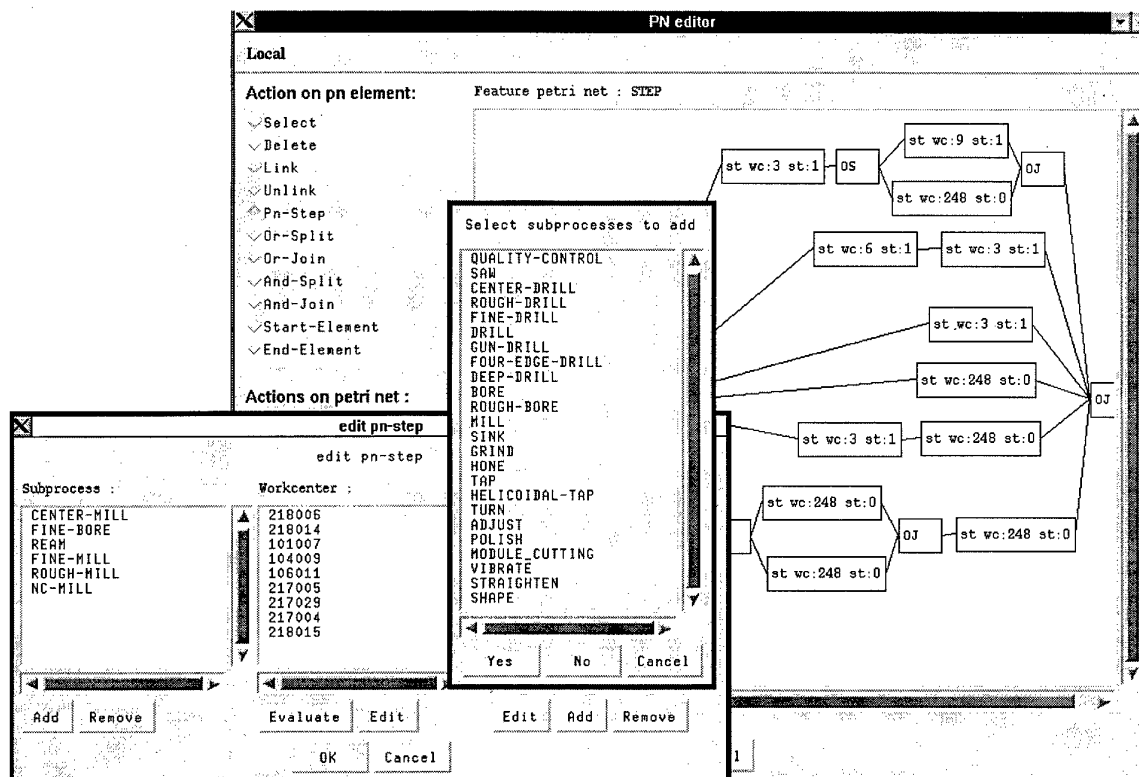 PN editor
Local
Action on pn element:
Select
Delete
Link
Unlink
Pn-Step
Or-Split
Or-Join
And-Split
And-Join
Start-Element
End-Element
Actions on petri net :
Feature petri net : STEP
st wc:3 st:1
OS
st wc:9 st:1
st wc:248 st:0
OJ
st wc:6 st:1
st wc:3 st:1
st wc:3 st:1
st wc:248 st:0
OJ
st wc:3 st:1
st wc:248 st:0
st wc:248 st:0
st wc:248 st:0
OJ
st wc:248 st:0
Select subprocesses to add
QUALITY-CONTROL
SAW
CENTER-DRILL
ROUGH-DRILL
FINE-DRILL
DRILL
GUN-DRILL
FOUR-EDGE-DRILL
DEEP-DRILL
BORE
ROUGH-BORE
MILL
SINK
GRIND
HONE
TAP
HELICOIDAL-TAP
TURN
ADJUST
POLISH
MODULE_CUTTING
VIBRATE
STRAIGHTEN
SHAPE
Yes No Cancel
edit pn-step
edit pn-step
Subprocess :
CENTER-MILL
FINE-BORE
REAM
FINE-MILL
ROUGH-MILL
NC-MILL
Add Remove
Workcenter :
218006
218014
101007
104009
106011
217005
217029
217004
218015
Evaluate Edit
Edit Add Remove
OK Cancel